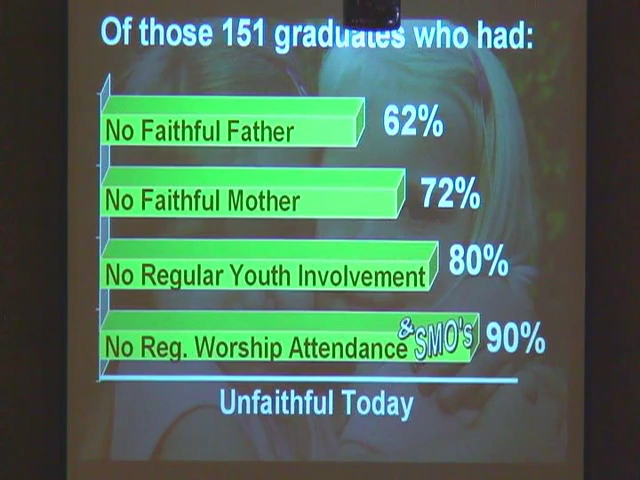 Of those 151 graduates who had:
No Faithful Father 62%
No Faithful Mother 72%
No Regular Youth Involvement 80%
No Reg. Worship Attendance & SMO's 90%
Unfaithful Today